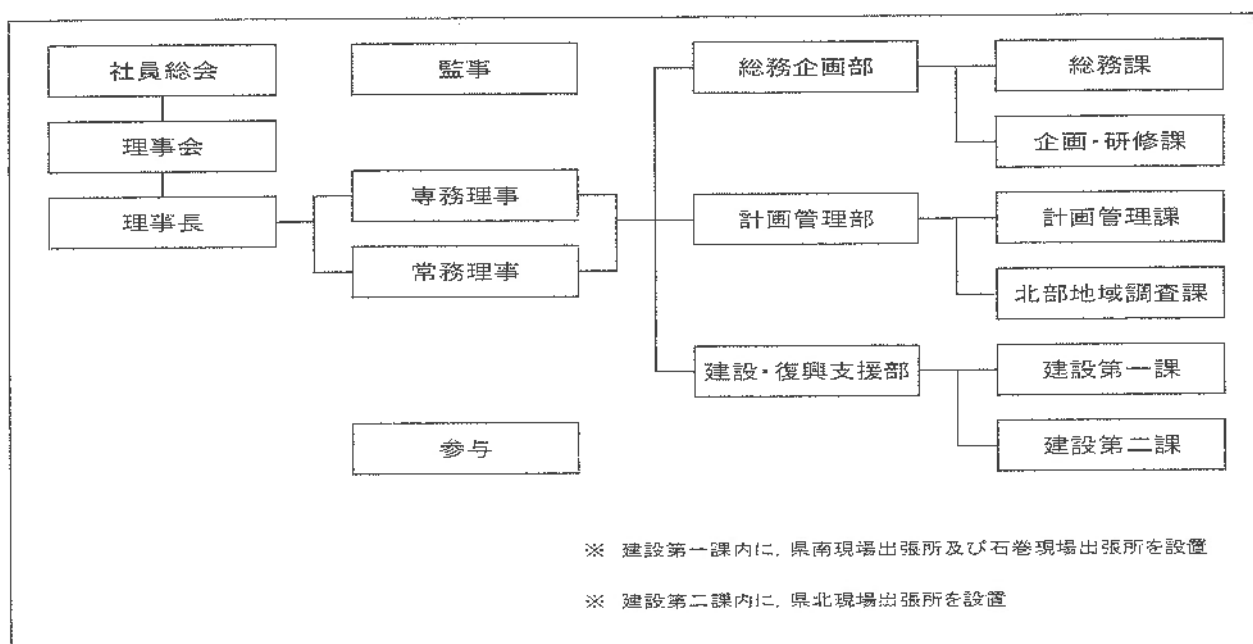 社員総会
監事
総務企画部
総務課
理事会
企画・研修課
専務理事
理事長
計画管理部
計画管理課
常務理事
北部地域調査課
建設・復興支援部
建設第一課
参与
建設第二課
※ 建設第一課内に，県南現場出張所及び石巻現場出張所を設置
※ 建設第二課内に，県北現場出張所を設置